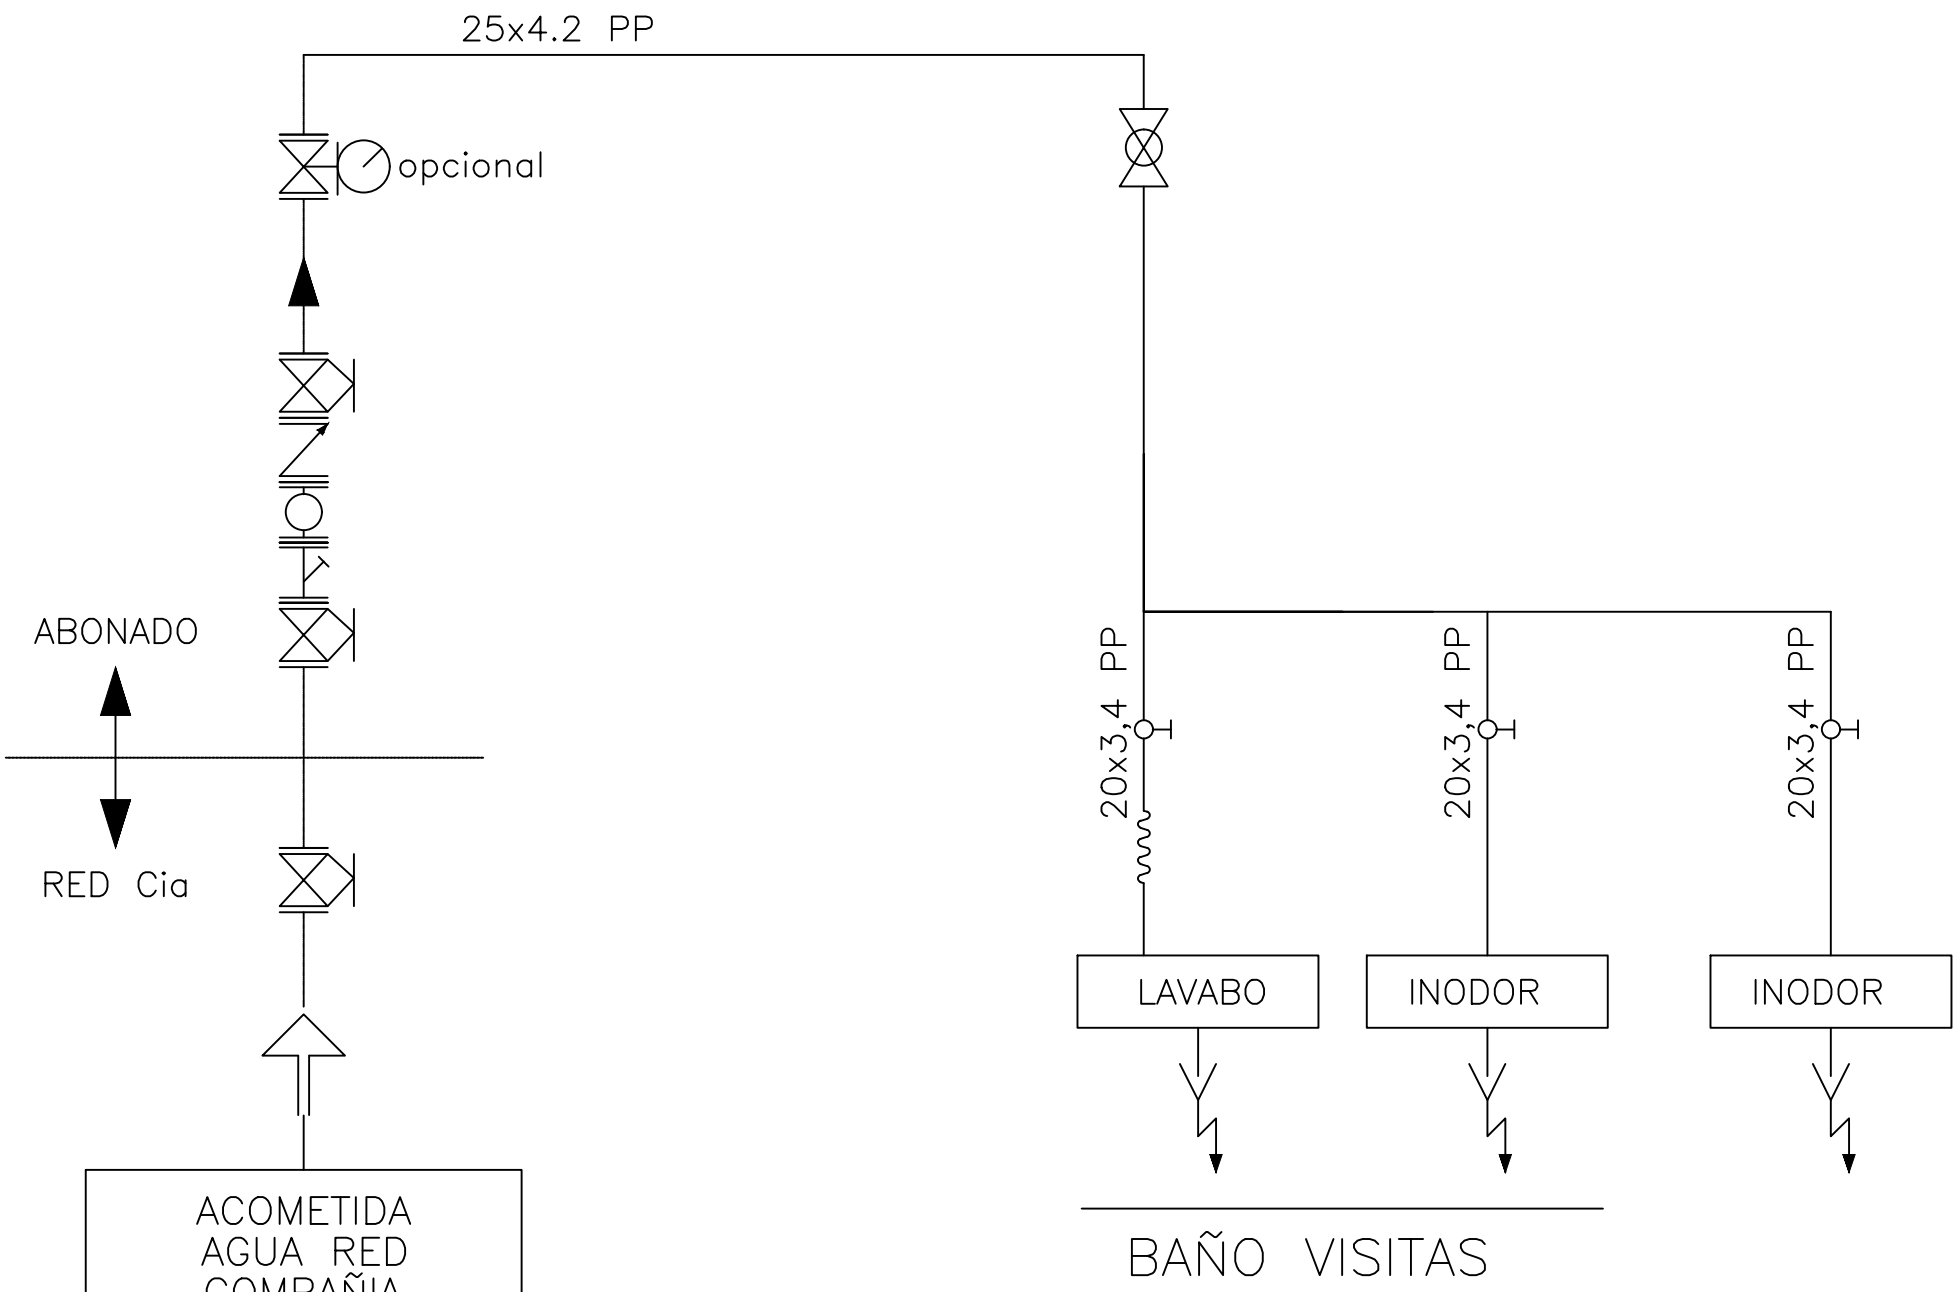 25x4.2 PP
opcional
ABONADO
RED Cia
20x3,4 PP
20x3,4 PP
20x3,4 PP
LAVABO
INODOR
INODOR
ACOMETIDA
AGUA RED
COMPAÑIA
BAÑO VISITAS